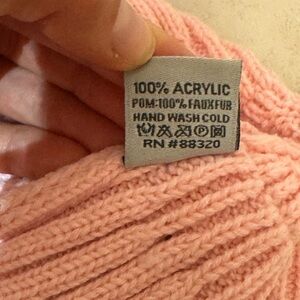 100% ACRYLIC
POM:100% FAUXFUR
HAND WASH COLD
RN #88320